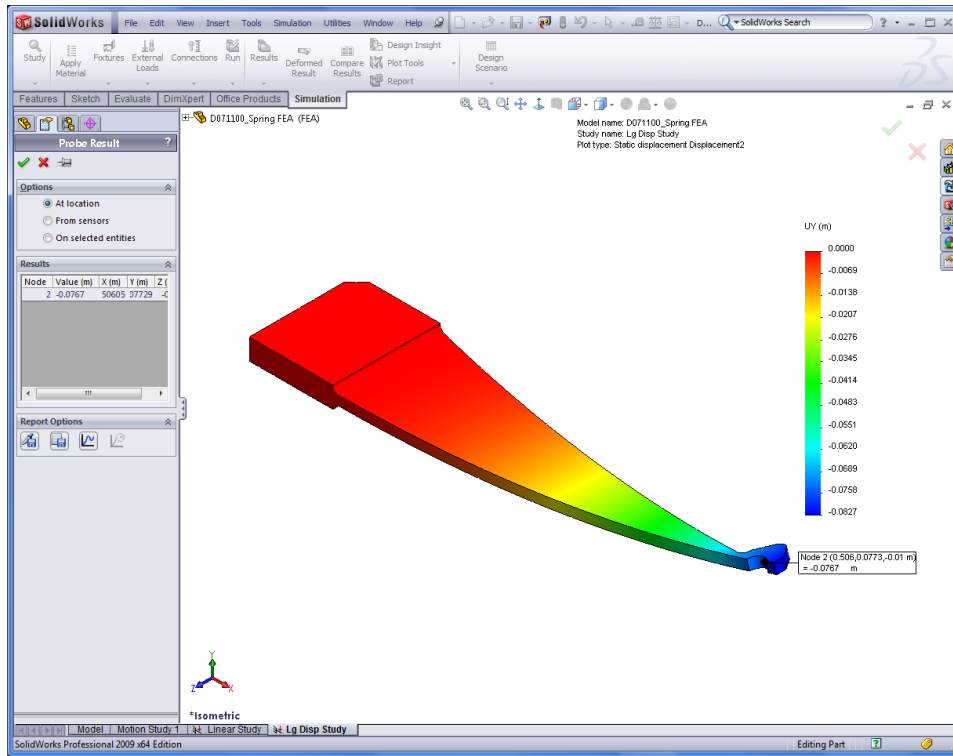 SolidWorks File Edit View Insert Tools Simulation Utilities Window Help D... SolidWorks Search ?
Study Apply Material Fixtures External Loads Connections Run Results Deformed Result Compare Results Design Insight Plot Tools Report Design Scenario
Features Sketch Evaluate DimXpert Office Products Simulation
D071100_Spring FEA (FEA)
Model name: D071100_Spring FEA
Study name: Lg Disp Study
Plot type: Static displacement Displacement2
Probe Result ?
Options
At location
From sensors
On selected entities
Results
Node Value (m) X (m) Y (m) Z (
2 -0.0767 50605 07729 -0
Report Options
UY (m)
0.0000
-0.0069
-0.0138
-0.0207
-0.0276
-0.0345
-0.0414
-0.0483
-0.0551
-0.0620
-0.0689
-0.0758
-0.0827
Node 2 (0.506,0.0773,-0.01 m)
= -0.0767 m
Y
Z X
*Isometric
Model Motion Study 1 Linear Study Lg Disp Study
SolidWorks Professional 2009 x64 Edition Editing Part ?